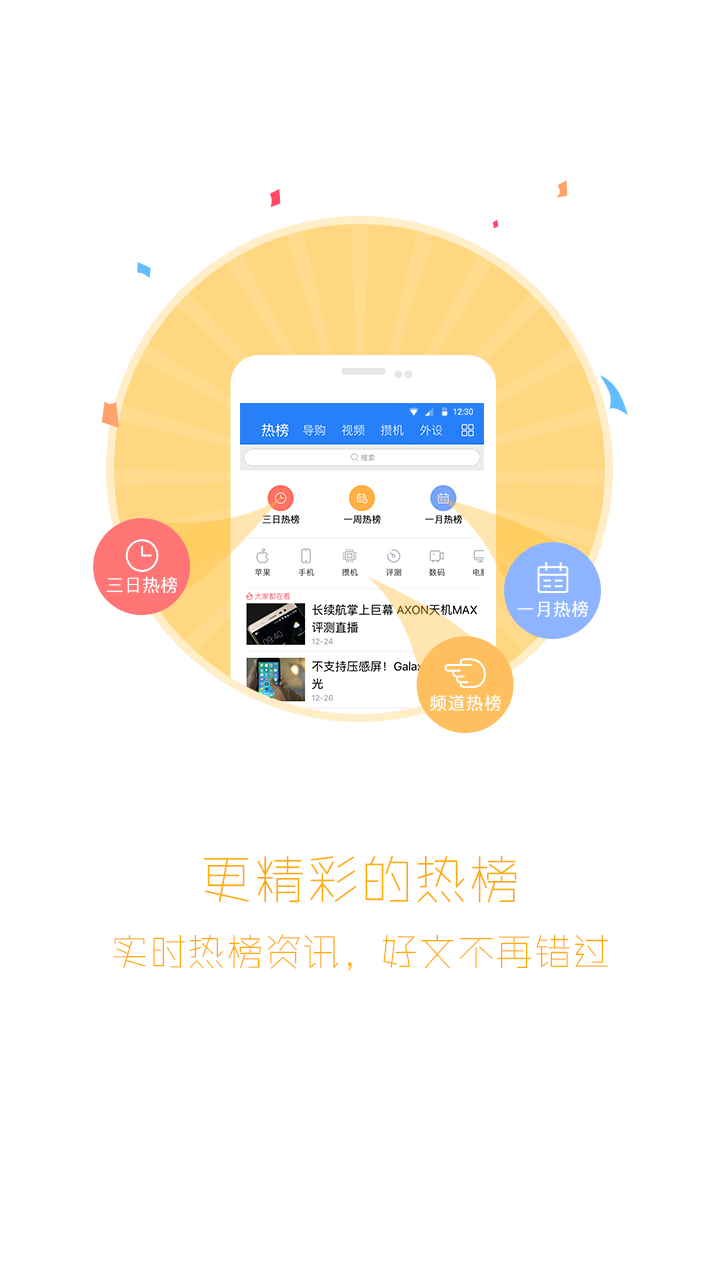 12:30
热榜 导购 视频 攒机 外设
搜索
三日热榜 一周热榜 一月热榜
苹果 手机 攒机 评测 数码
大家都在看
长续航掌上巨幕 AXON天机MAX
评测直播
12-24
不支持压感屏!
光
12-26
三日热榜
一月热榜
频道热榜
更精彩的热榜
实时热榜资讯,好文不再错过